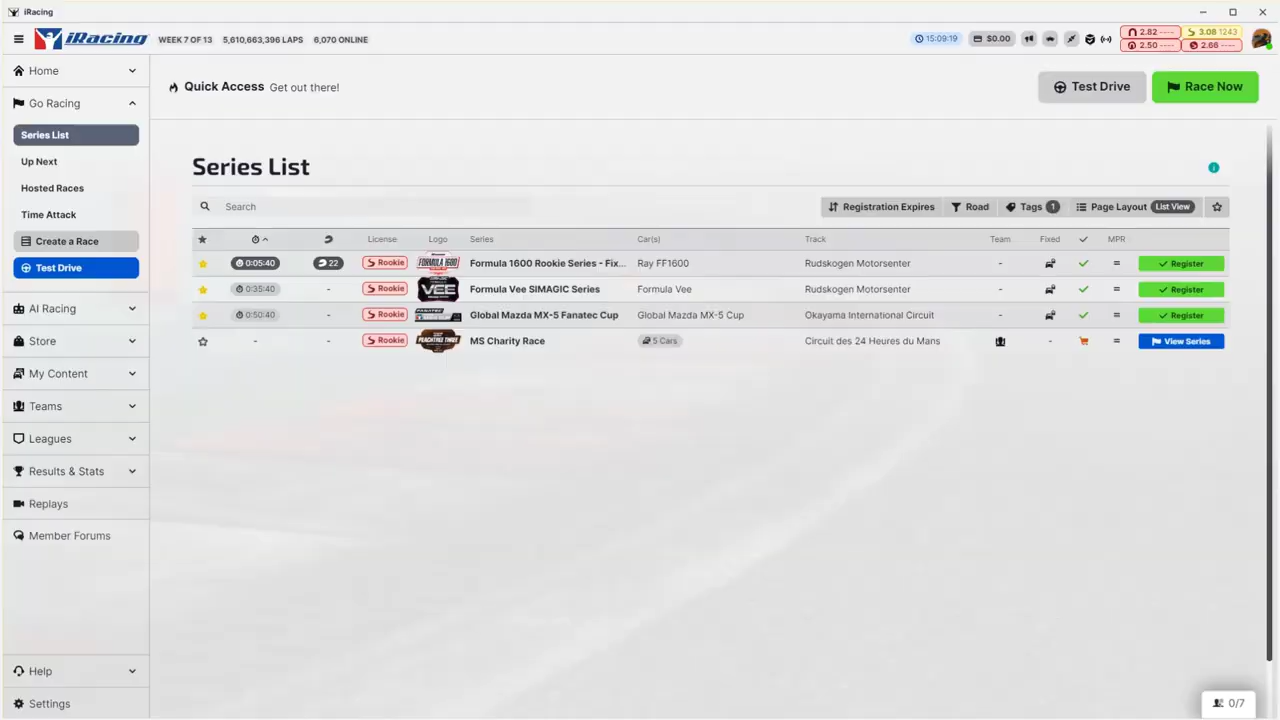 iRacing
iRacing WEEK 7 OF 13 5,610,663,396 LAPS 6,070 ONLINE 15:09:19 $0.00 2.82 ---- 3.08 1243
2.50 ---- 2.66 ----
Home
Go Racing
Series List
Up Next
Hosted Races
Time Attack
Create a Race
Test Drive
AI Racing
Store
My Content
Teams
Leagues
Results & Stats
Replays
Member Forums
Help
Settings
Quick Access Get out there! Test Drive Race Now
Series List
Search Registration Expires Road Tags 1 Page Layout List View
License Logo Series Car(s) Track Team Fixed MPR
0:05:40 22 Rookie FORMULA 1600 Formula 1600 Rookie Series - Fix... Ray FF1600 Rudskogen Motorsenter - = Register
0:35:40 - Rookie VEE Formula Vee SIMAGIC Series Formula Vee Rudskogen Motorsenter - = Register
0:50:40 - Rookie FANATEC Global Mazda MX-5 Fanatec Cup Global Mazda MX-5 Cup Okayama International Circuit - = Register
- - Rookie PEACHTREE THREE MS Charity Race 5 Cars Circuit des 24 Heures du Mans - = View Series
0/7